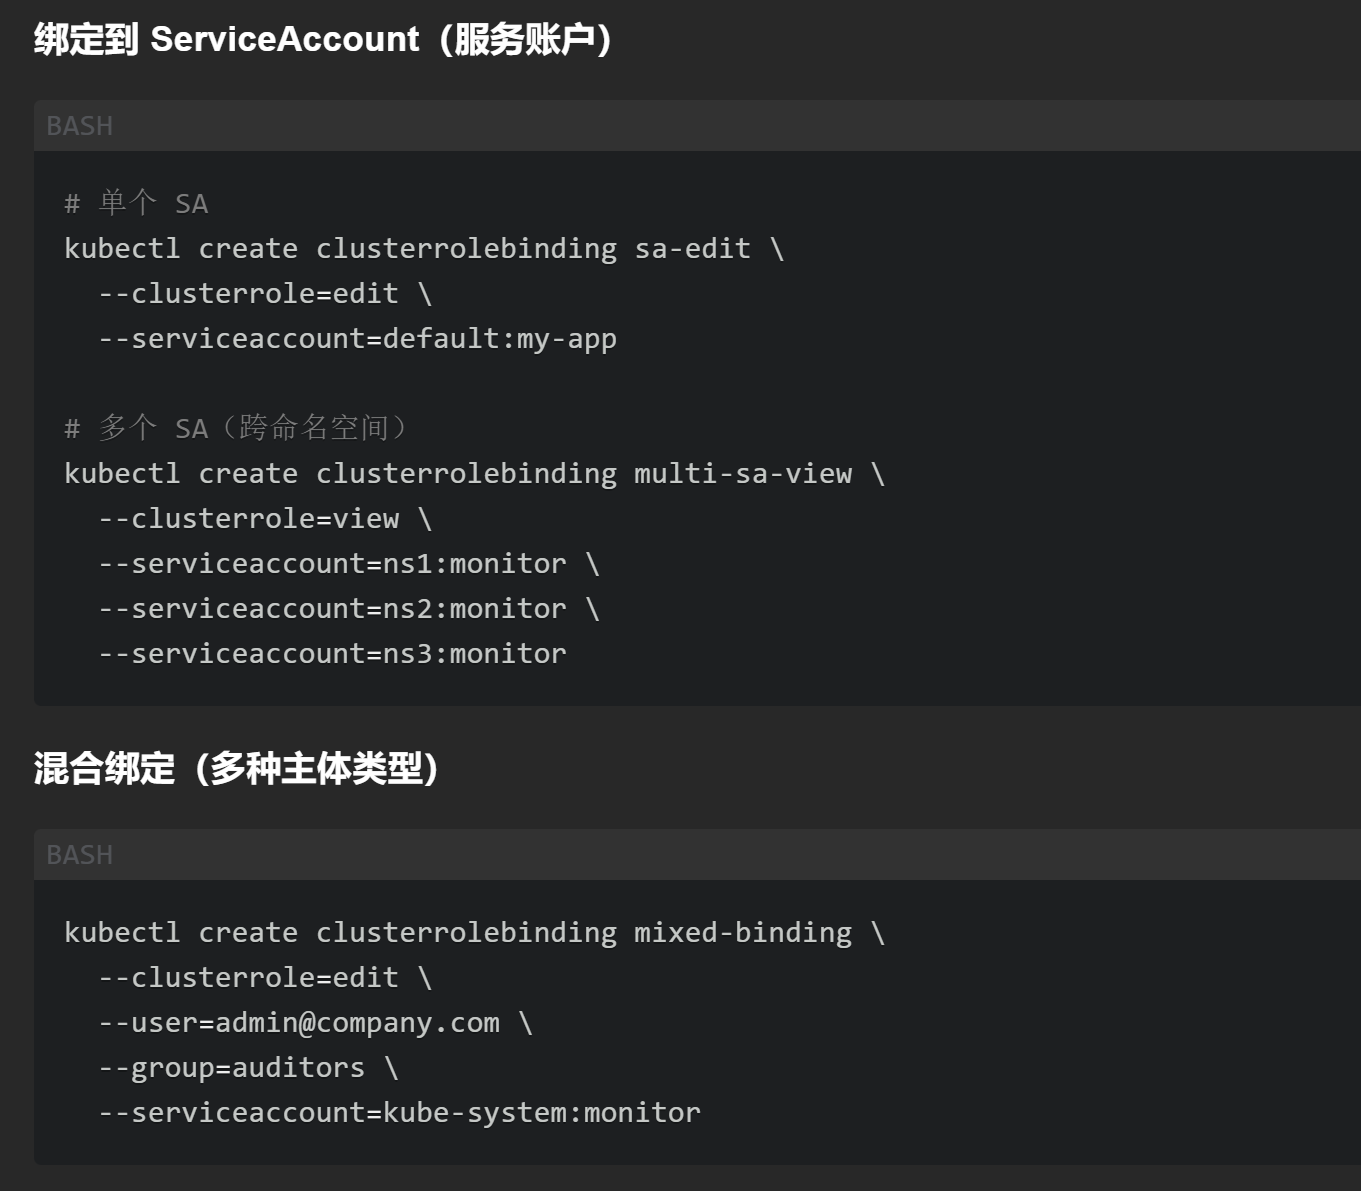 绑定到 ServiceAccount（服务账户）
BASH
# 单个 SA
kubectl create clusterrolebinding sa-edit \
  --clusterrole=edit \
  --serviceaccount=default:my-app
# 多个 SA（跨命名空间）
kubectl create clusterrolebinding multi-sa-view \
  --clusterrole=view \
  --serviceaccount=ns1:monitor \
  --serviceaccount=ns2:monitor \
  --serviceaccount=ns3:monitor
混合绑定（多种主体类型）
BASH
kubectl create clusterrolebinding mixed-binding \
  --clusterrole=edit \
  --user=admin@company.com \
  --group=auditors \
  --serviceaccount=kube-system:monitor